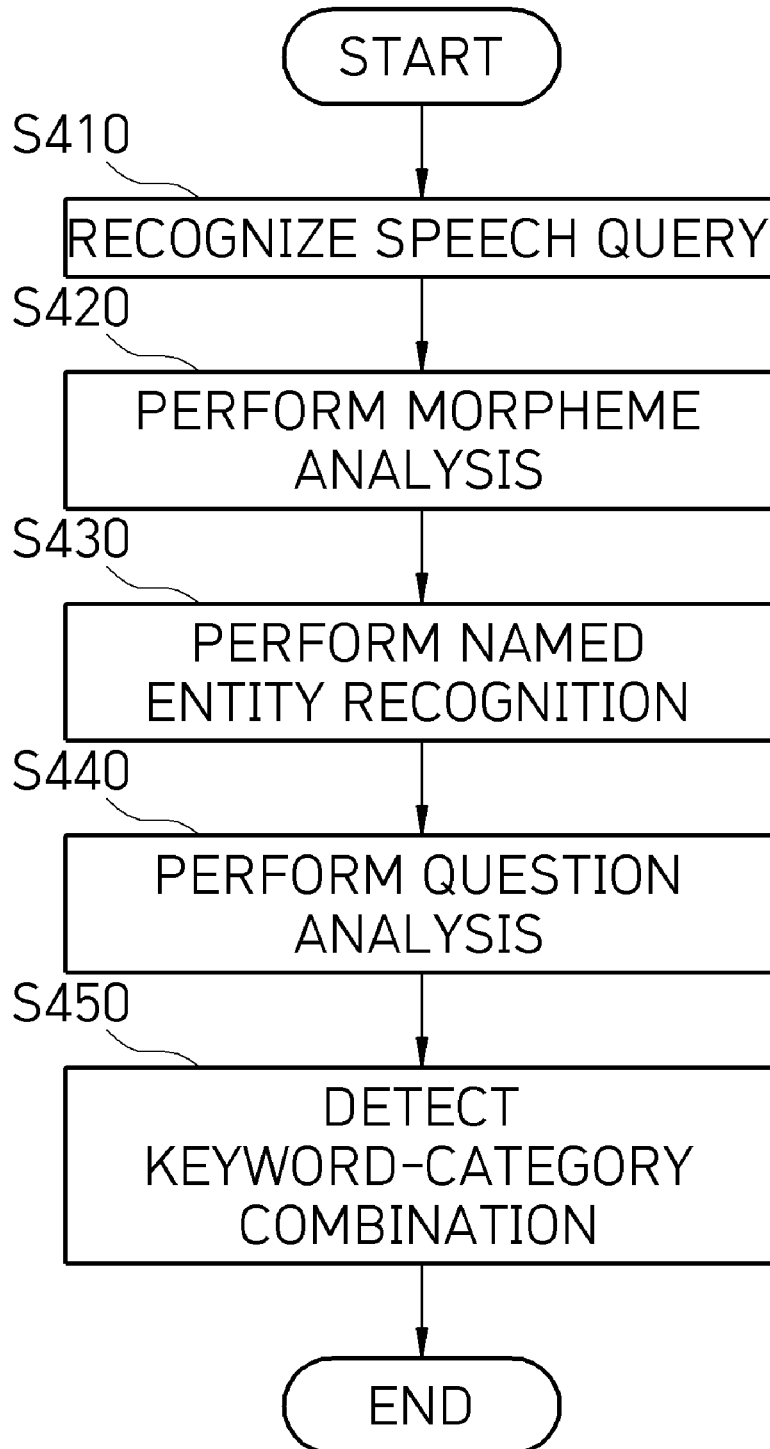 START
S410
RECOGNIZE SPEECH QUERY
S420
PERFORM MORPHEME
ANALYSIS
S430
PERFORM NAMED
ENTITY RECOGNITION
S440
PERFORM QUESTION
ANALYSIS
S450
DETECT
KEYWORD-CATEGORY
COMBINATION
END